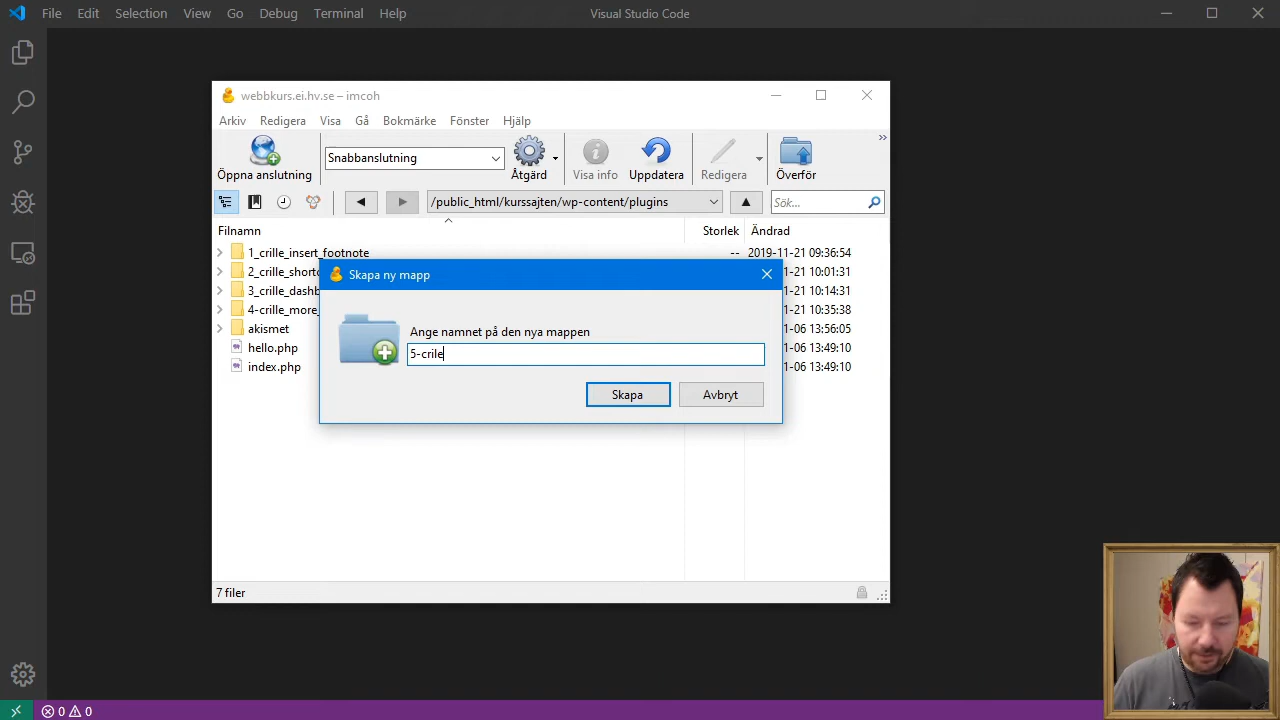 File Edit Selection View Go Debug Terminal Help Visual Studio Code
webbkurs.ei.hv.se – imcoh
Arkiv Redigera Visa Gå Bokmärke Fönster Hjälp
Öppna anslutning Snabbanslutning Åtgärd Visa info Uppdatera Redigera Överför
/public_html/kurssajten/wp-content/plugins Sök...
Filnamn Storlek Ändrad
1_crille_insert_footnote -- 2019-11-21 09:36:54
2_crille_shortc -21 10:01:31
3_crille_dashb -21 10:14:31
4-crille_more_ -21 10:35:38
akismet -06 13:56:05
hello.php -06 13:49:10
index.php -06 13:49:10
Skapa ny mapp
Ange namnet på den nya mappen
5-crile
Skapa Avbryt
7 filer
0 0